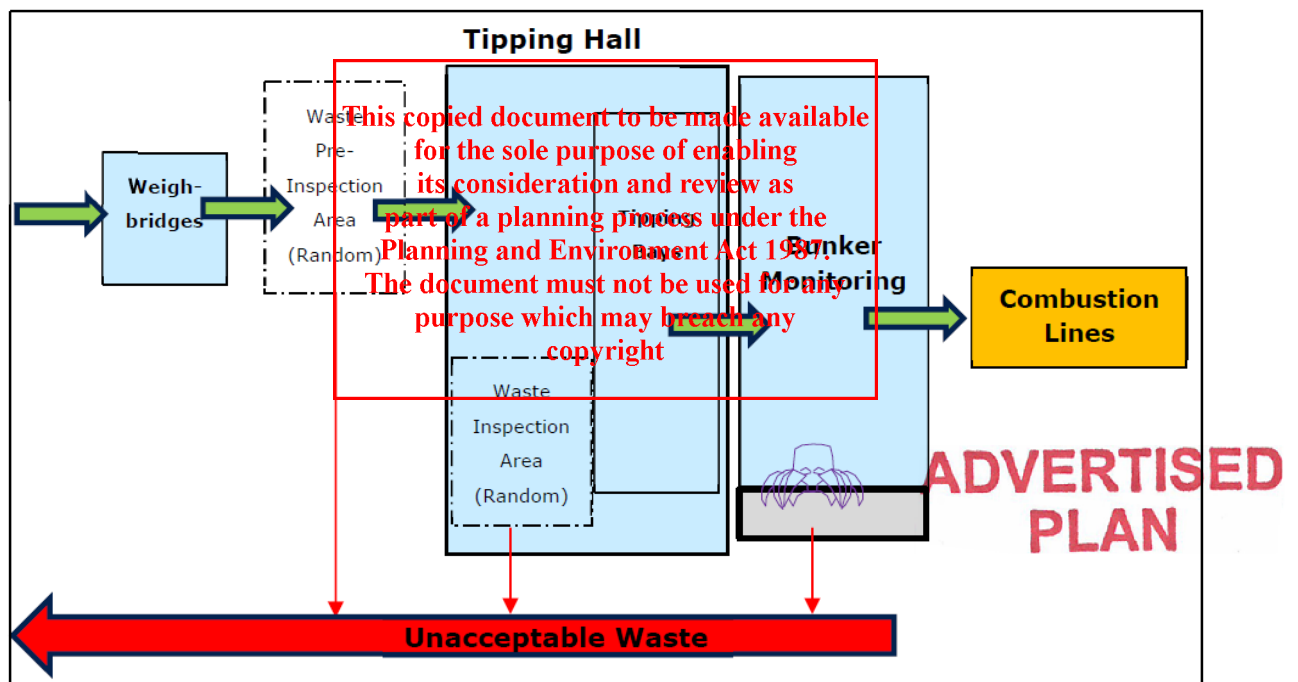 Tipping Hall
Weigh-
bridges
Waste
Pre-
Inspection
Area
(Random)
This copied document to be made available
for the sole purpose of enabling
its consideration and review as
part of a planning process under the
Planning and Environment Act 1987.
The document must not be used for any
purpose which may breach any
copyright
Tipping
Bays
Bunker
Monitoring
Combustion
Lines
Waste
Inspection
Area
(Random)
ADVERTISED
PLAN
Unacceptable Waste